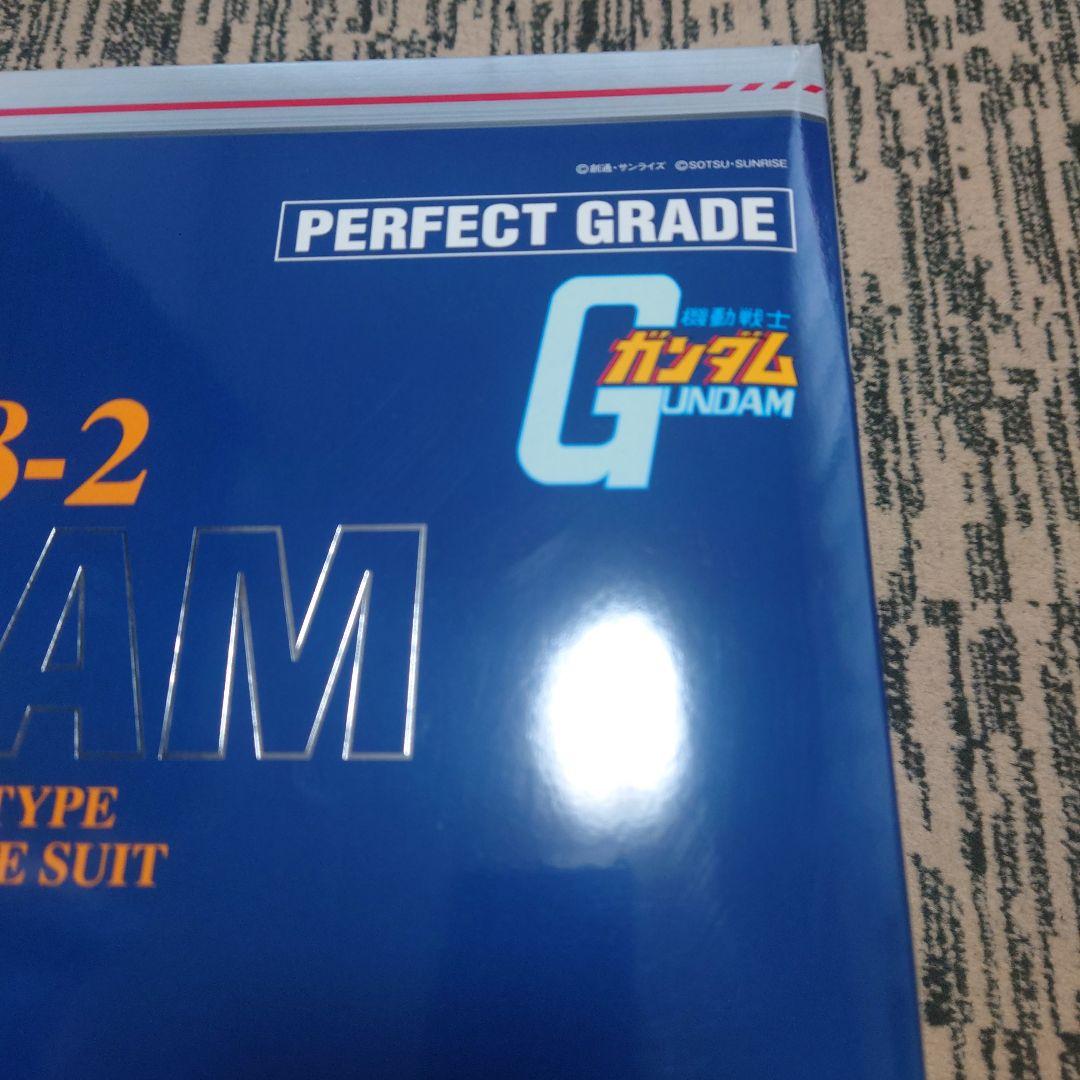 ©創通・サンライズ ©SOTSU・SUNRISE
PERFECT GRADE
機動戦士
ガンダム
GUNDAM
8-2
AM
TYPE
E SUIT